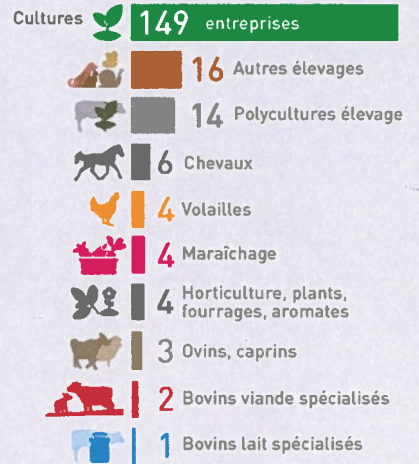 Cultures 149 entreprises
16 Autres élevages
14 Polycultures élevage
6 Chevaux
4 Volailles
4 Maraîchage
4 Horticulture, plants,
fourrages, aromates
3 Ovins, caprins
2 Bovins viande spécialisés
1 Bovins lait spécialisés